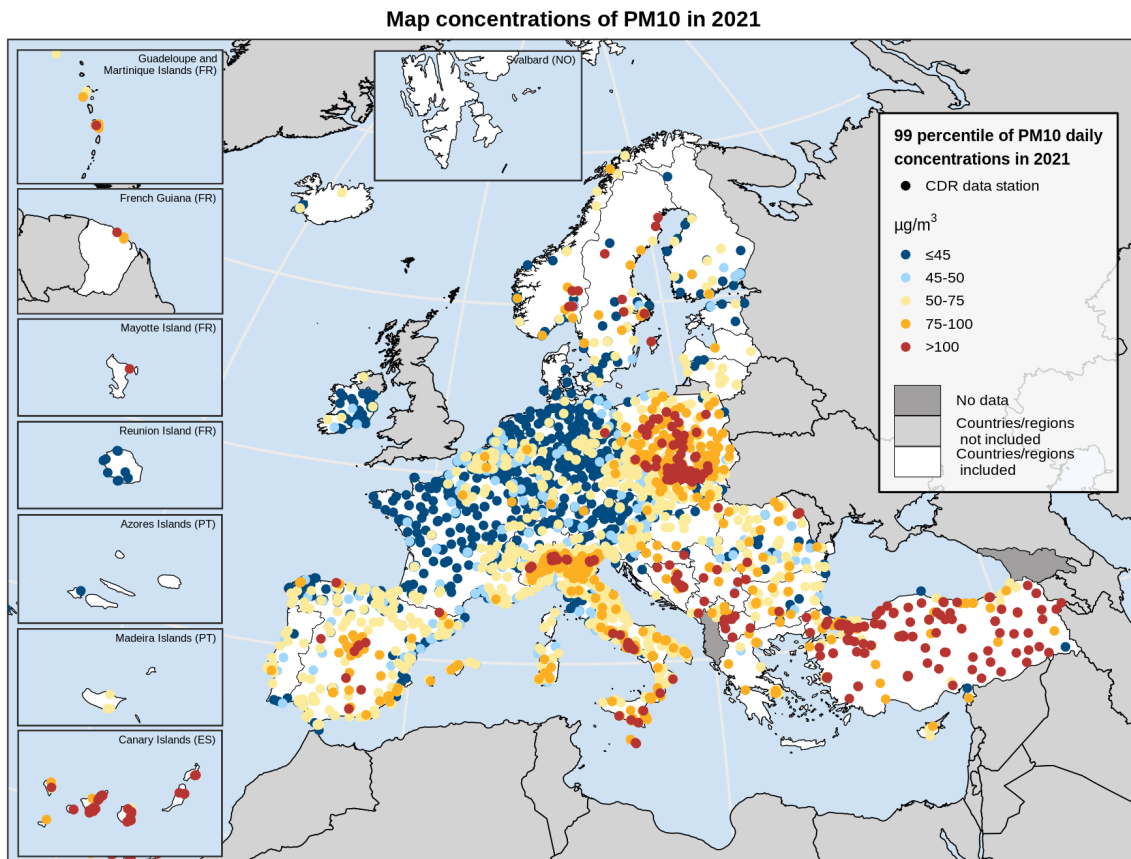 Map concentrations of PM10 in 2021
Guadeloupe and
Martinique Islands (FR)
Svalbard (NO)
French Guiana (FR)
Mayotte Island (FR)
Reunion Island (FR)
Azores Islands (PT)
Madeira Islands (PT)
Canary Islands (ES)
99 percentile of PM10 daily
concentrations in 2021
CDR data station
µg/m³
≤45
45-50
50-75
75-100
>100
No data
Countries/regions
not included
Countries/regions
included